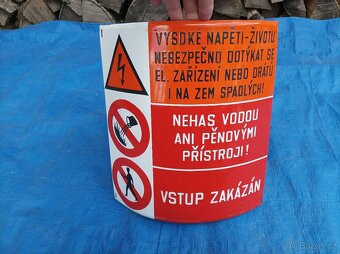 VYSOKÉ NAPĚTÍ-ŽIVOTU
NEBEZPEČNO DOTÝKAT SE
EL. ZAŘÍZENÍ NEBO DRÁTŮ
I NA ZEM SPADLÝCH!
NEHAS VODOU
ANI PĚNOVÝMI
PŘÍSTROJI!
VSTUP ZAKÁZÁN